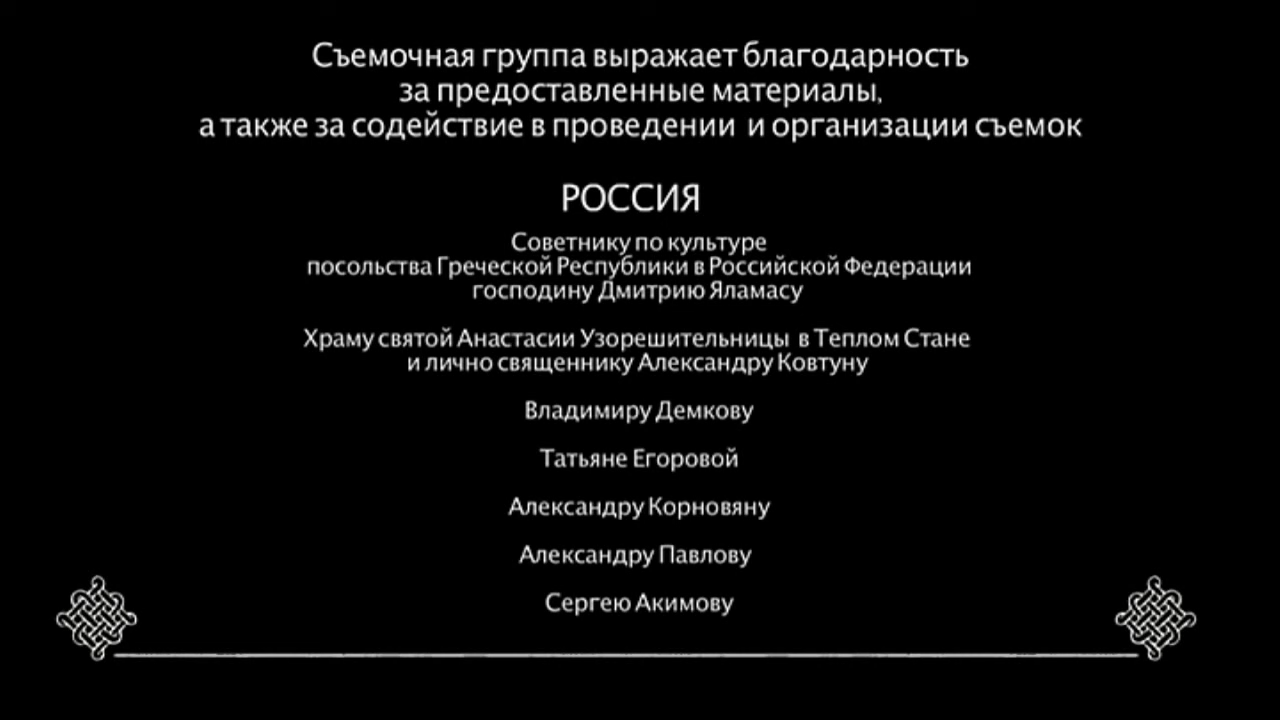 Съемочная группа выражает благодарность
за предоставленные материалы,
а также за содействие в проведении и организации съемок
РОССИЯ
Советнику по культуре
посольства Греческой Республики в Российской Федерации
господину Дмитрию Яламасу
Храму святой Анастасии Узорешительницы в Теплом Стане
и лично священнику Александру Ковтуну
Владимиру Демкову
Татьяне Егоровой
Александру Корновяну
Александру Павлову
Сергею Акимову